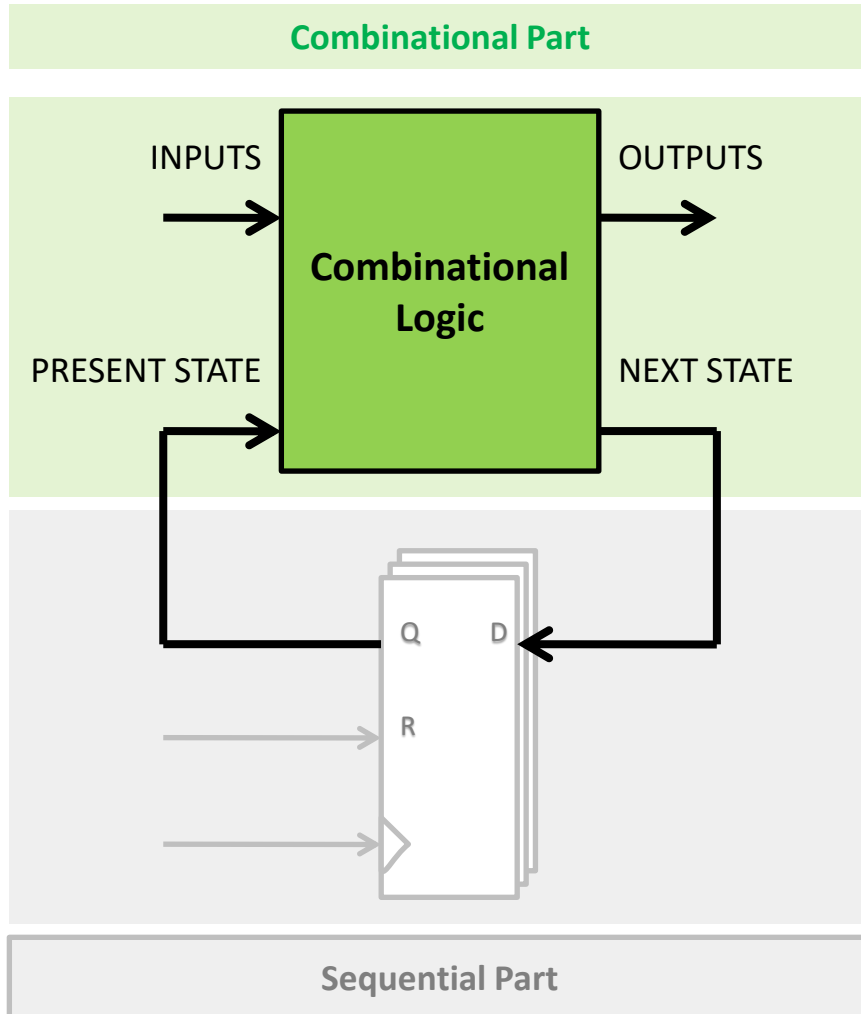 Combinational Part
INPUTS
OUTPUTS
Combinational
Logic
PRESENT STATE
NEXT STATE
Q
D
R
Sequential Part